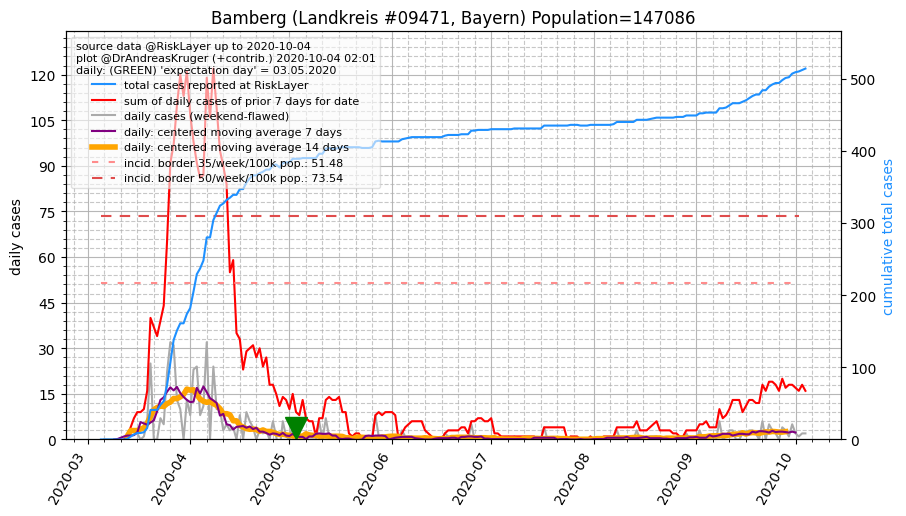 Bamberg (Landkreis #09471, Bayern) Population=147086
source data @RiskLayer up to 2020-10-04
plot @DrAndreasKruger (+contrib.) 2020-10-04 02:01
daily: (GREEN) 'expectation day' = 03.05.2020
total cases reported at RiskLayer
sum of daily cases of prior 7 days for date
daily cases (weekend-flawed)
daily: centered moving average 7 days
daily: centered moving average 14 days
incid. border 35/week/100k pop.: 51.48
incid. border 50/week/100k pop.: 73.54
daily cases
120
105
90
75
60
45
30
15
0
cumulative total cases
500
400
300
200
100
0
2020-03
2020-04
2020-05
2020-06
2020-07
2020-08
2020-09
2020-10